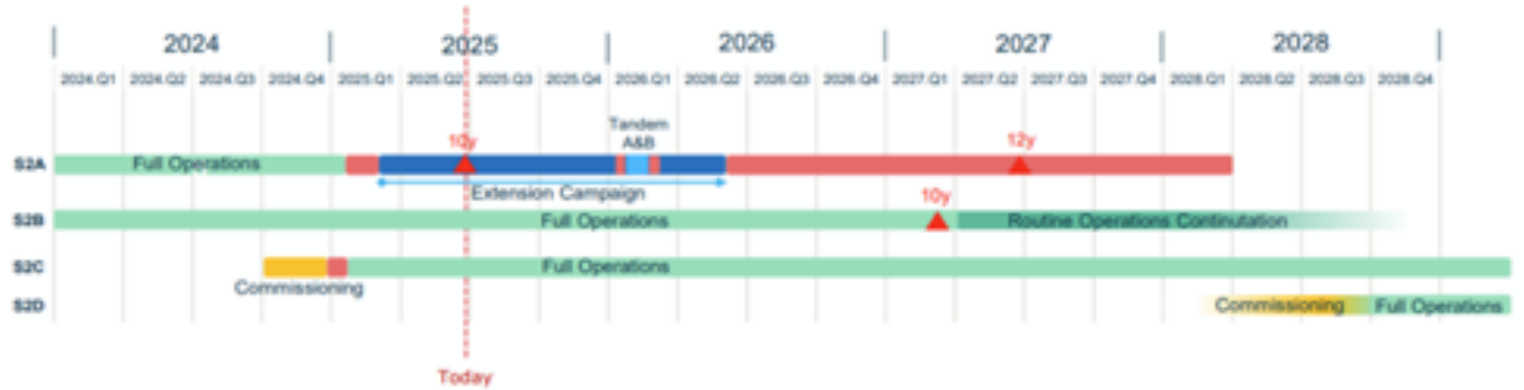 2024 2025 2026 2027 2028
2024.Q1 2024.Q2 2024.Q3 2024.Q4 2025.Q1 2025.Q2 2025.Q3 2025.Q4 2026.Q1 2026.Q2 2026.Q3 2026.Q4 2027.Q1 2027.Q2 2027.Q3 2027.Q4 2028.Q1 2028.Q2 2028.Q3 2028.Q4
Tandem
A&B
10y
12y
S2A Full Operations
Extension Campaign
10y
S2B Full Operations Routine Operations Continutation
S2C Full Operations
Commissioning
S2D Commissioning Full Operations
Today